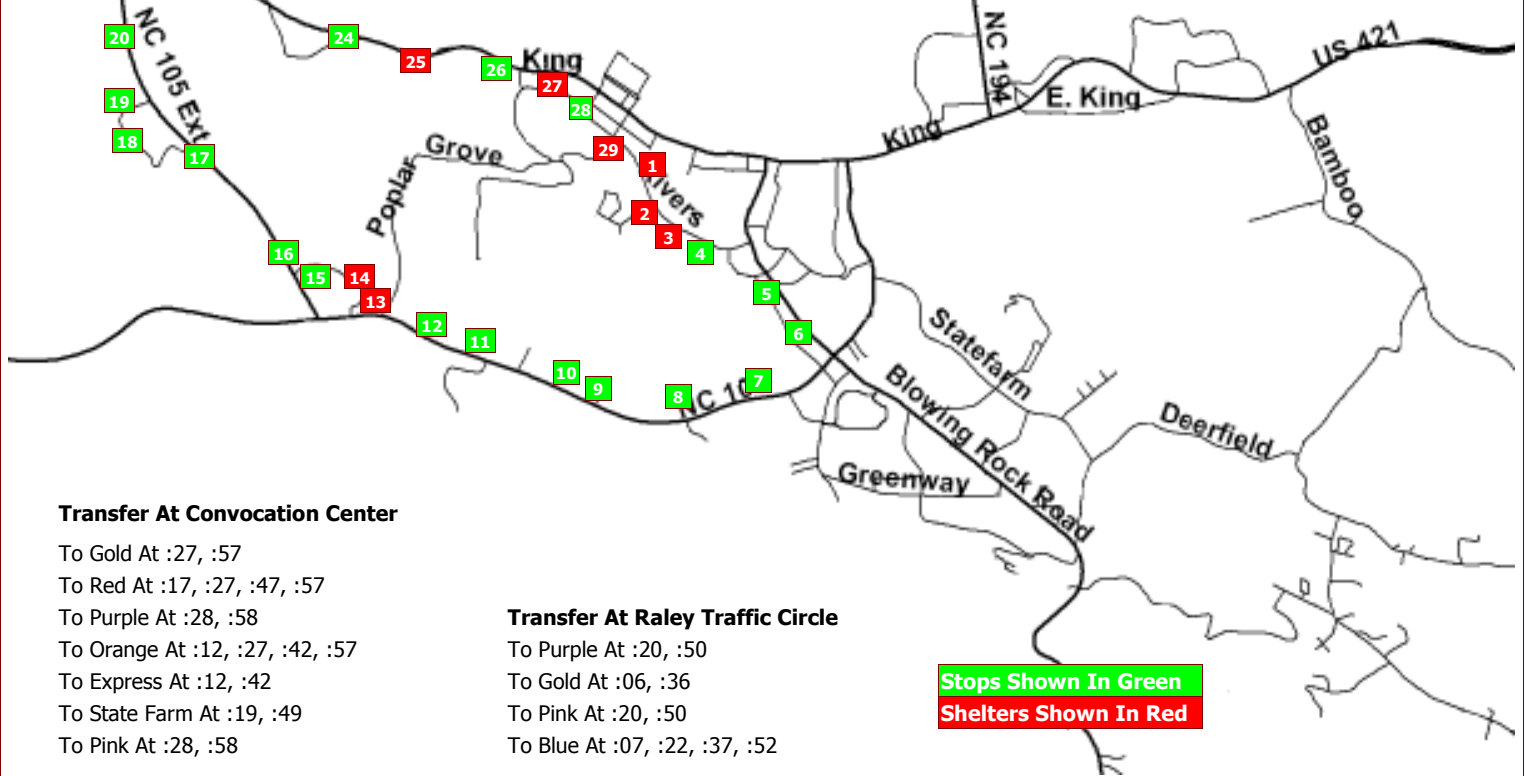 NC 105 Ext
20
19
18
17
16
15
14
13
12
11
10
9
8
7
6
5
4
3
2
1
24
25
26
27
28
29
King
Grove
Poplar
Rivers
NC 194
King
E. King
US 421
Bamboo
Statefarm
Blowing Rock Road
Deerfield
Greenway
NC 10
Transfer At Convocation Center
To Gold At :27, :57
To Red At :17, :27, :47, :57
To Purple At :28, :58
To Orange At :12, :27, :42, :57
To Express At :12, :42
To State Farm At :19, :49
To Pink At :28, :58
Transfer At Raley Traffic Circle
To Purple At :20, :50
To Gold At :06, :36
To Pink At :20, :50
To Blue At :07, :22, :37, :52
Stops Shown In Green
Shelters Shown In Red